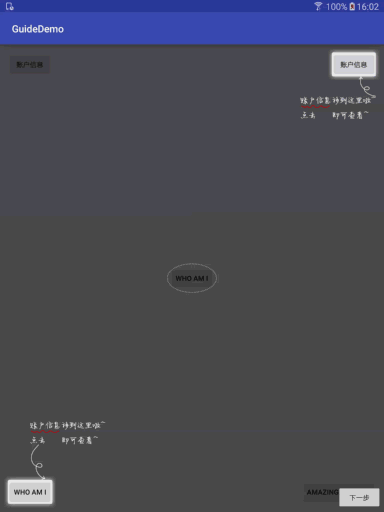 100% 16:02
GuideDemo
账户信息
账户信息
账户信息移到这里啦~
点击 即可查看~
WHO AM I
账户信息移到这里啦~
点击 即可查看~
WHO AM I
AMAZING
下一步